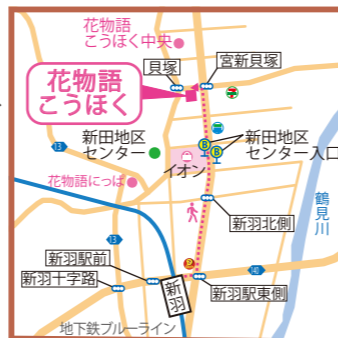 花物語
こうほく中央
貝塚
宮新貝塚
花物語
こうほく
新田地区
センター
新田地区
センター入口
13
イオン
花物語にっぱ
鶴見川
新羽北側
13
新羽駅前
新羽十字路
新羽
140
新羽駅東側
地下鉄ブルーライン